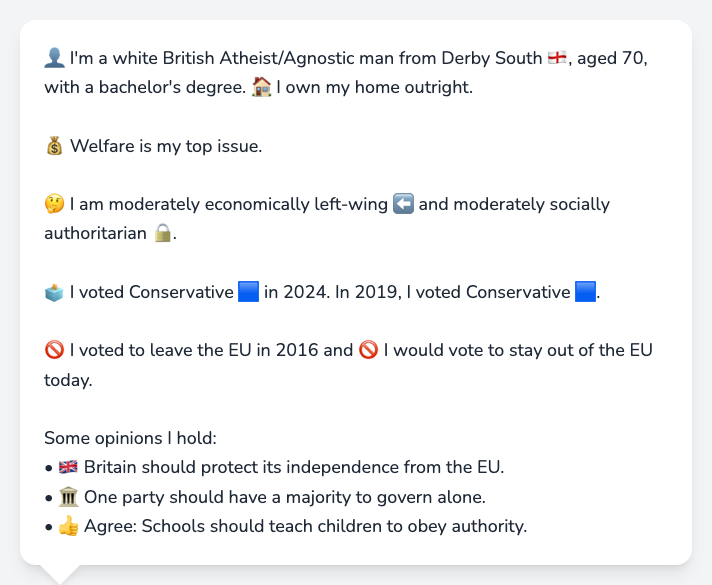 👤 I'm a white British Atheist/Agnostic man from Derby South 🏴󠁧󠁢󠁥󠁮󠁧󠁿, aged 70,
with a bachelor's degree. 🏠 I own my home outright.
💰 Welfare is my top issue.
🤔 I am moderately economically left-wing ⬅️ and moderately socially
authoritarian 🔒.
🗳️ I voted Conservative 🟦 in 2024. In 2019, I voted Conservative 🟦.
🚫 I voted to leave the EU in 2016 and 🚫 I would vote to stay out of the EU
today.
Some opinions I hold:
• 🇬🇧 Britain should protect its independence from the EU.
• 🏛️ One party should have a majority to govern alone.
• 👍 Agree: Schools should teach children to obey authority.